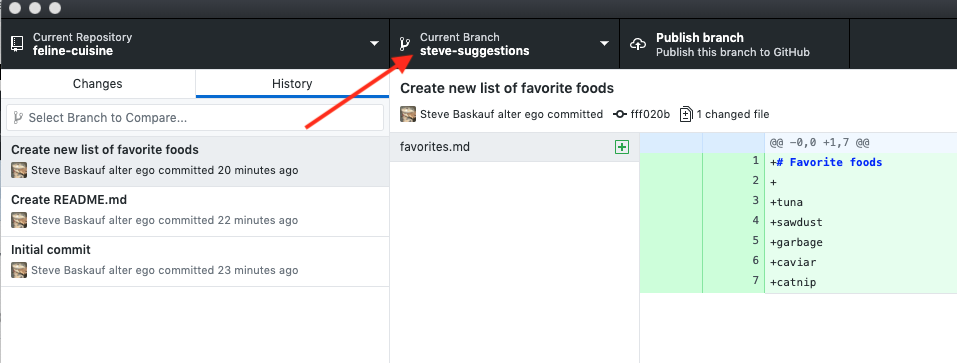 Current Repository
feline-cuisine
Current Branch
steve-suggestions
Publish branch
Publish this branch to GitHub
Changes
History
Select Branch to Compare...
Create new list of favorite foods
Steve Baskauf alter ego committed 20 minutes ago
Create README.md
Steve Baskauf alter ego committed 22 minutes ago
Initial commit
Steve Baskauf alter ego committed 23 minutes ago
Create new list of favorite foods
Steve Baskauf alter ego committed fff020b 1 changed file
favorites.md
@@ -0,0 +1,7 @@
1 +# Favorite foods
2 +
3 +tuna
4 +sawdust
5 +garbage
6 +caviar
7 +catnip